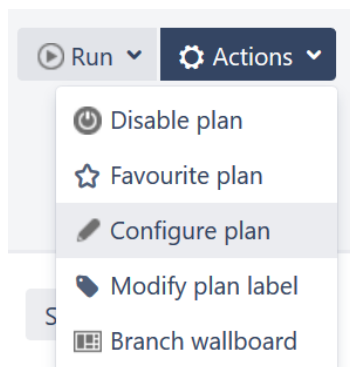 Run Actions
Disable plan
Favourite plan
Configure plan
Modify plan label
S
Branch wallboard